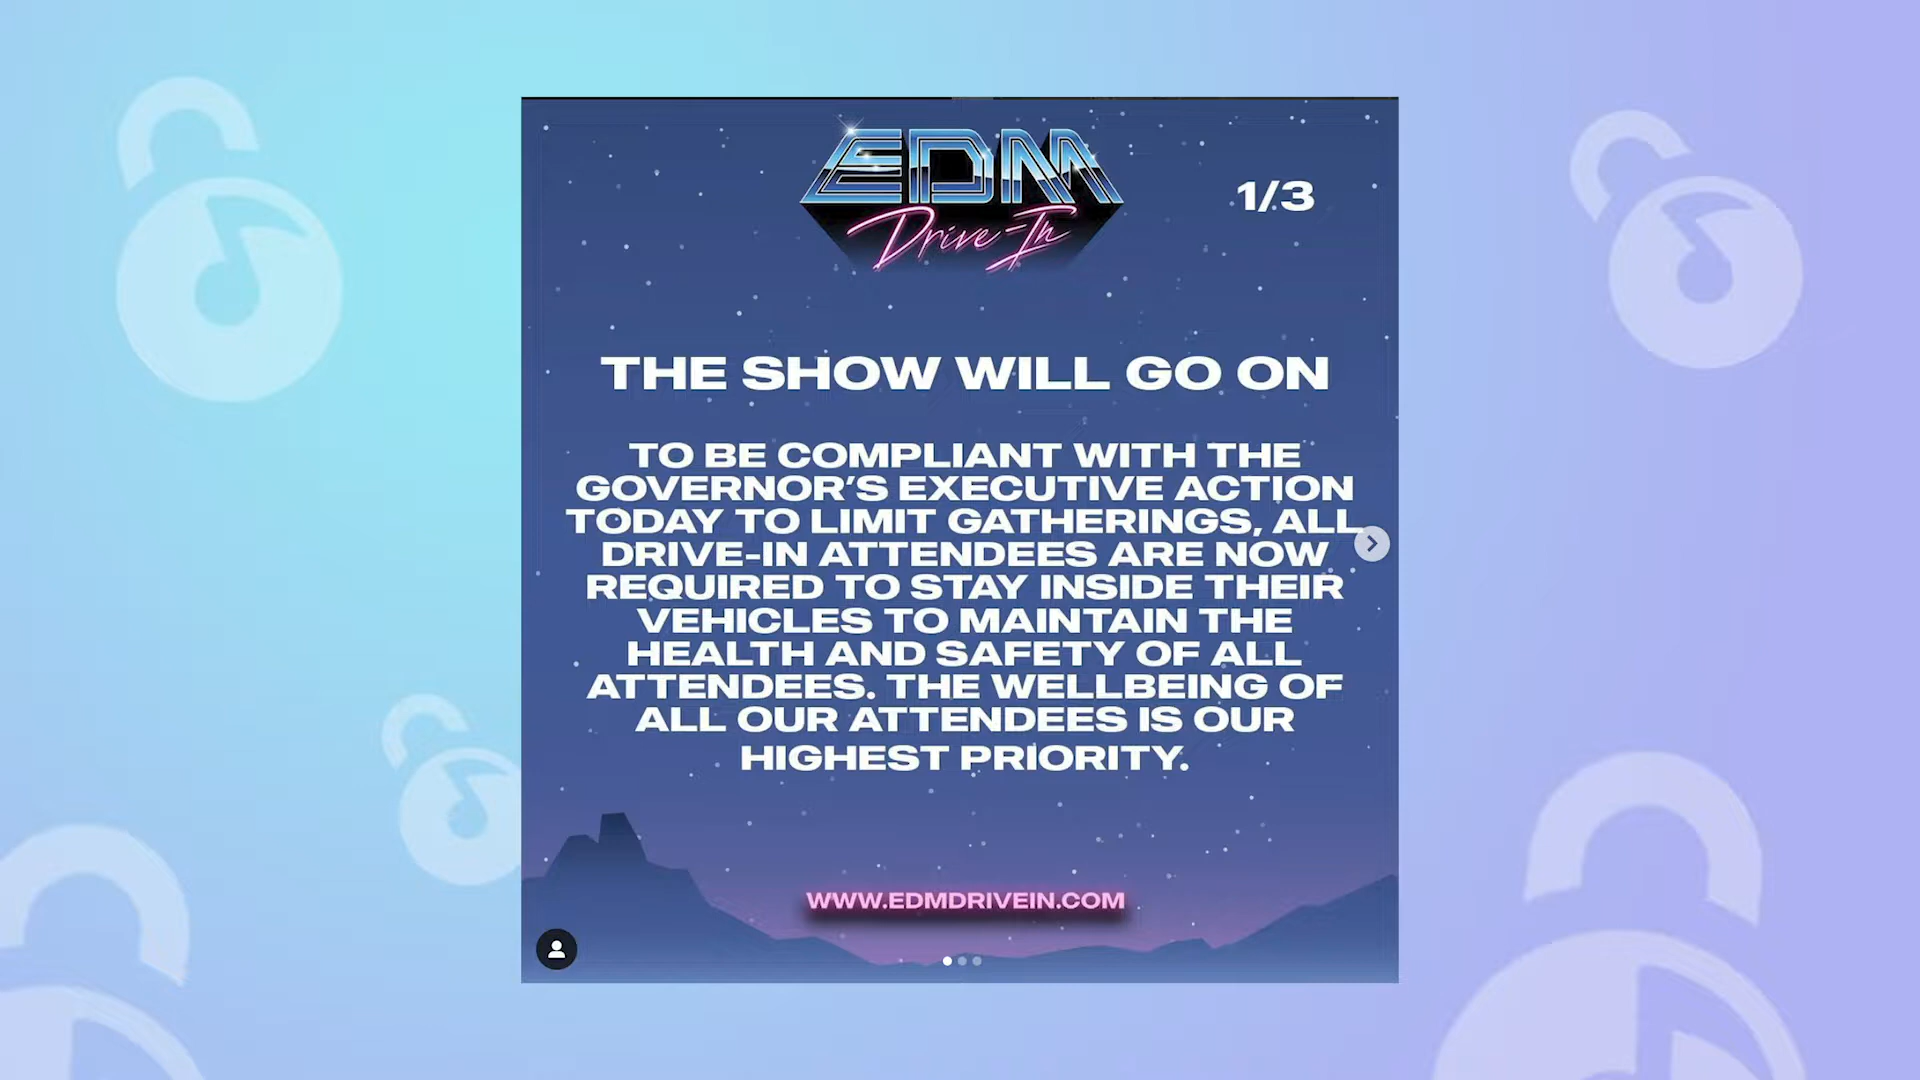 EDM
Drive-In
1/3
THE SHOW WILL GO ON
TO BE COMPLIANT WITH THE
GOVERNOR'S EXECUTIVE ACTION
TODAY TO LIMIT GATHERINGS, ALL
DRIVE-IN ATTENDEES ARE NOW
REQUIRED TO STAY INSIDE THEIR
VEHICLES TO MAINTAIN THE
HEALTH AND SAFETY OF ALL
ATTENDEES. THE WELLBEING OF
ALL OUR ATTENDEES IS OUR
HIGHEST PRIORITY.
WWW.EDMDRIVEIN.COM